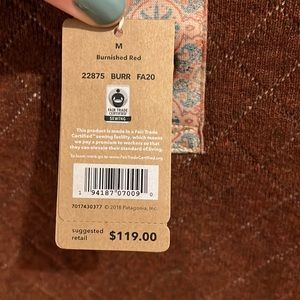 M
Burnished Red
22875 BURR FA20
FAIR TRADE
CERTIFIED
SEWING
This product is made in a Fair Trade
Certified™ sewing facility, which means
we pay a premium to workers so that
they can elevate their standard of living.
To learn more, go to www.FairTradeCertified.org
1 94187 07009 0
7017430377 © 2018 Patagonia, Inc.
suggested
retail $119.00